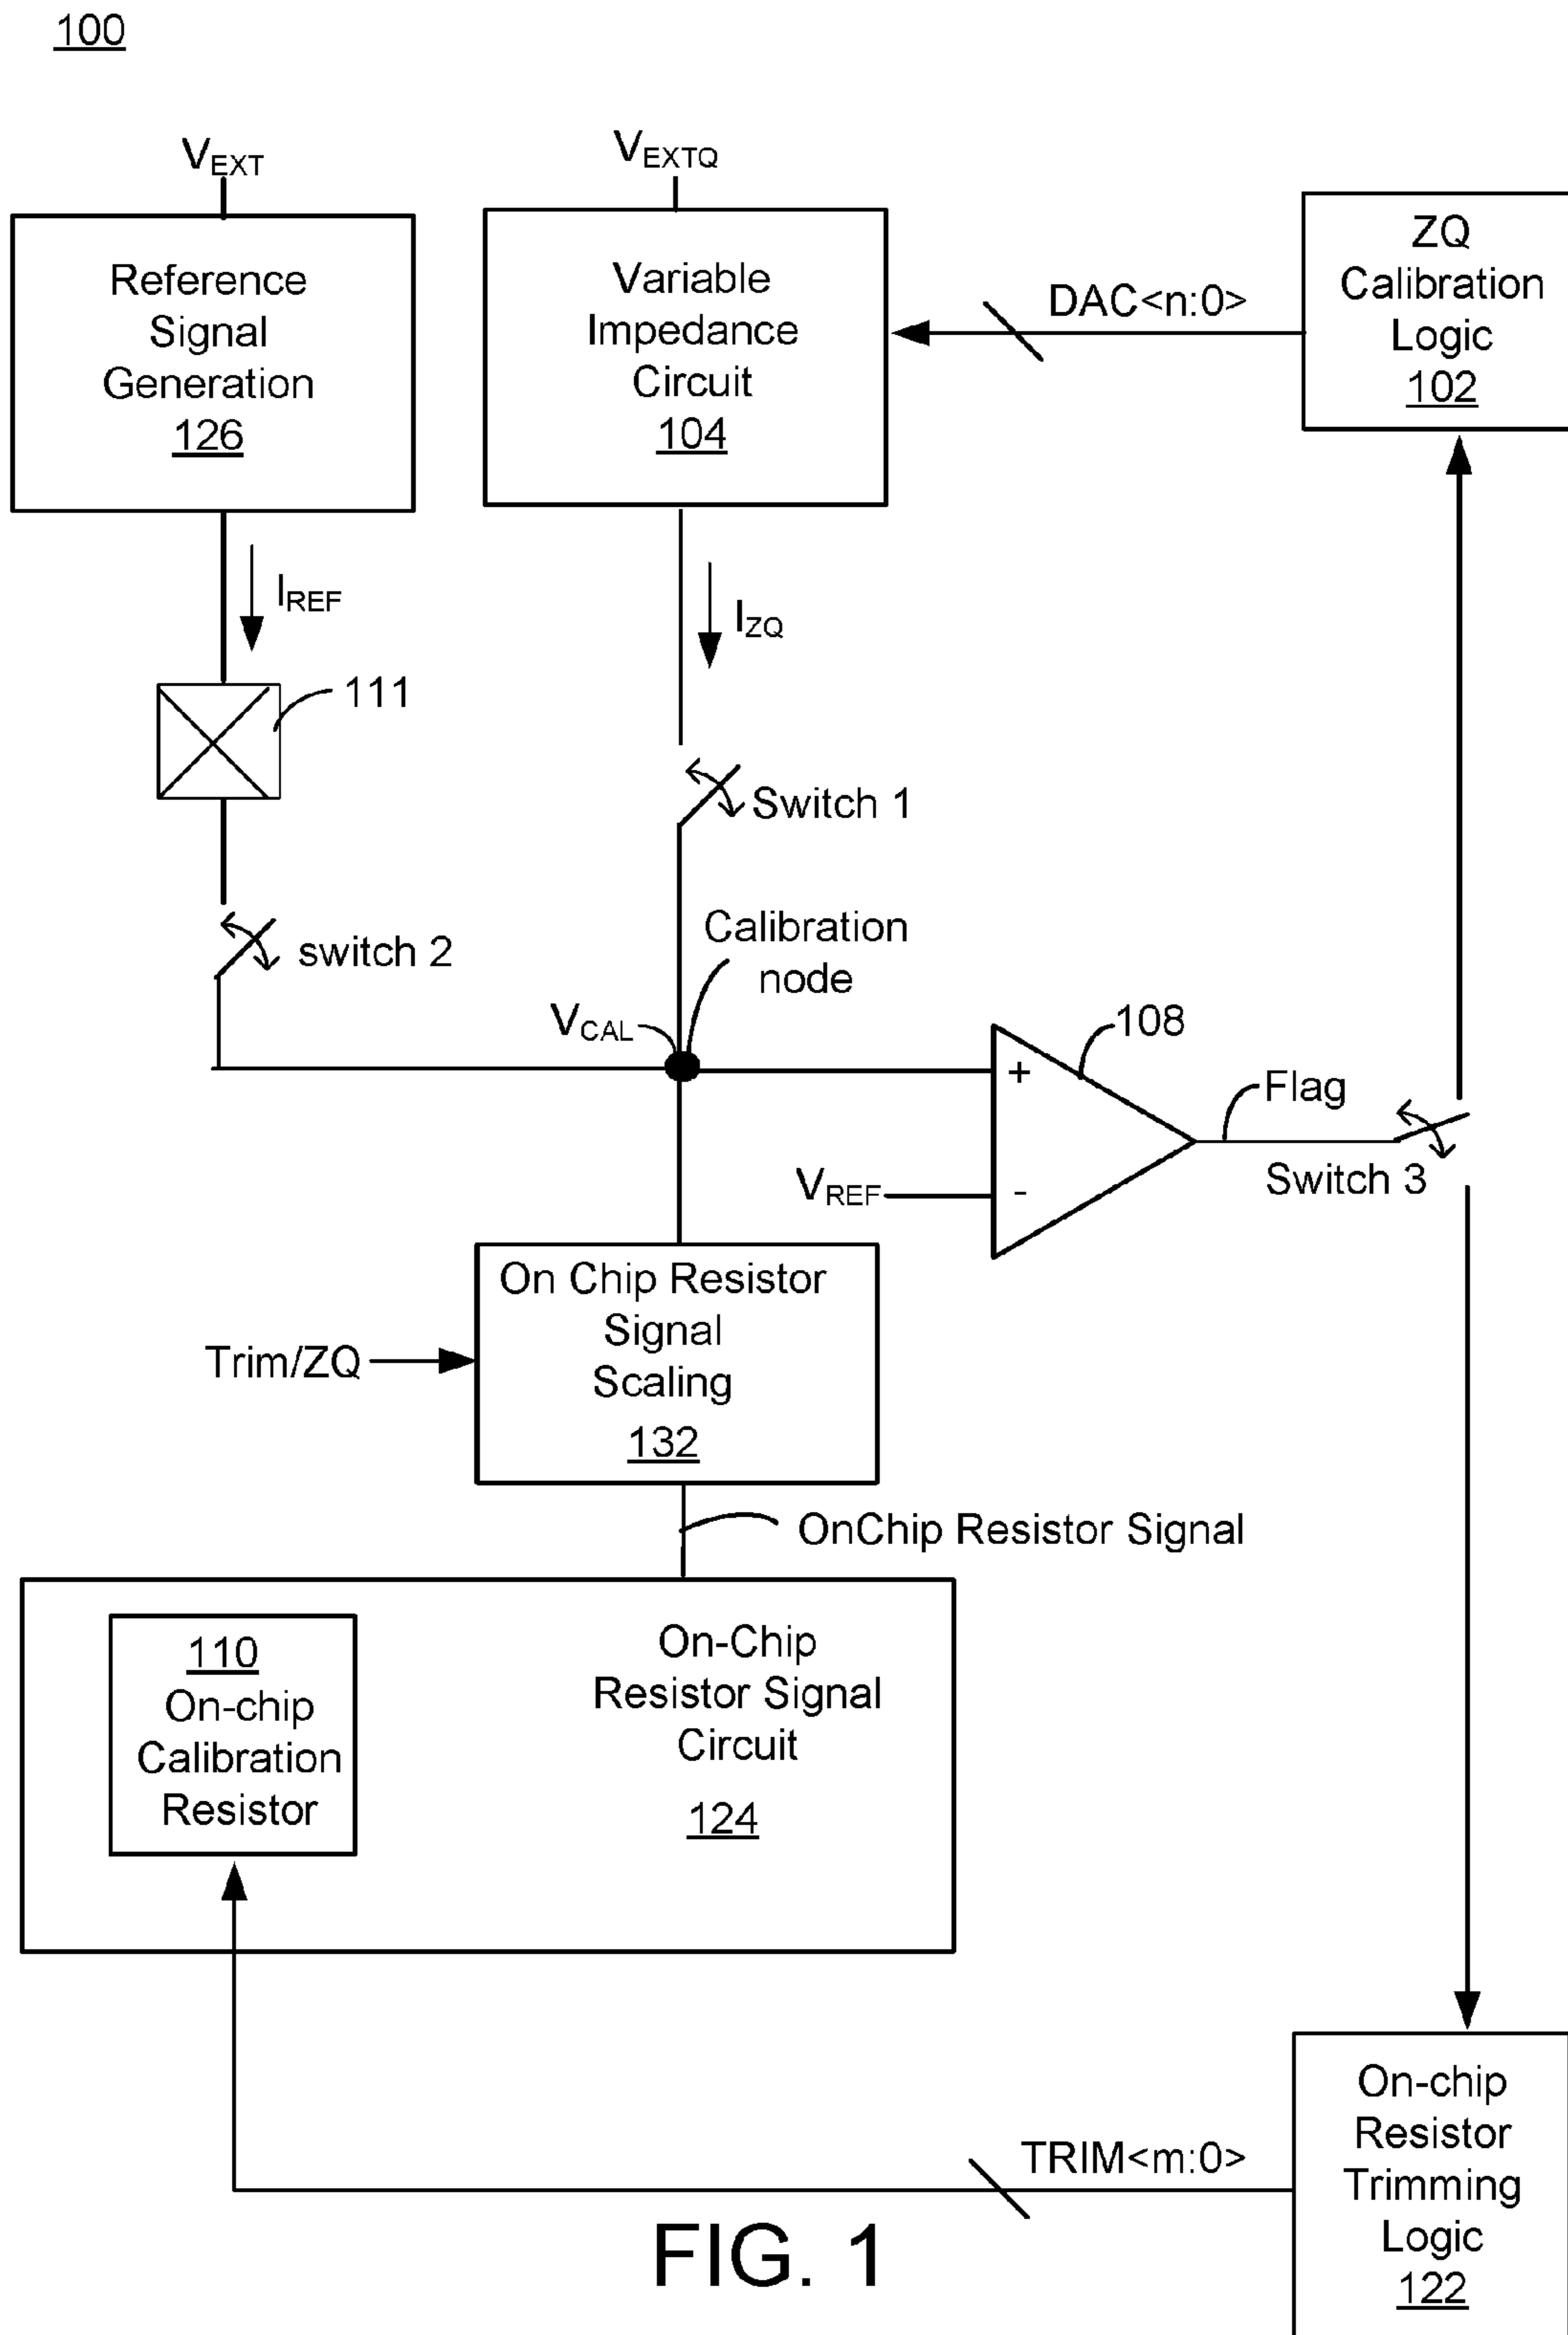 100
VEXT
VEXTQ
Reference
Signal
Generation
126
Variable
Impedance
Circuit
104
DAC<n:0>
ZQ
Calibration
Logic
102
IREF
IZQ
111
Switch 1
switch 2
Calibration
node
VCAL
108
+
Flag
VREF
-
Switch 3
On Chip Resistor
Signal
Scaling
132
Trim/ZQ
OnChip Resistor Signal
110
On-chip
Calibration
Resistor
On-Chip
Resistor Signal
Circuit
124
TRIM<m:0>
On-chip
Resistor
Trimming
Logic
122
FIG. 1